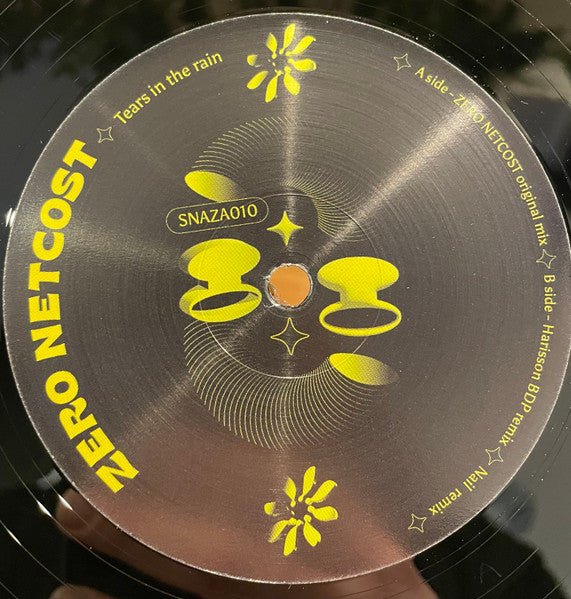 ZERO NETCOST
Tears in the rain
SNAZA010
A side - ZERO NETCOST original mix
B side - Harisson BDP remix
Nail remix